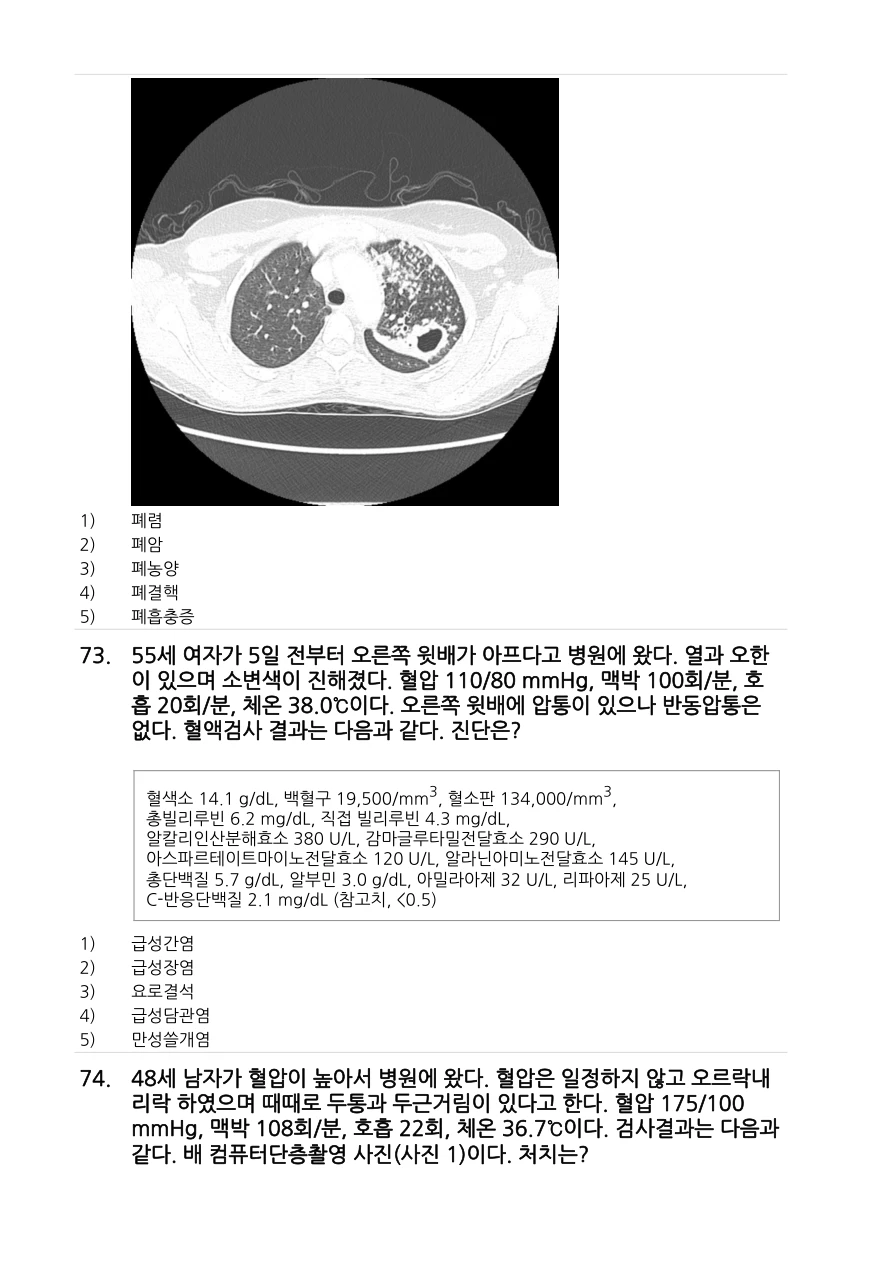 1) 폐렴
2) 폐암
3) 폐농양
4) 폐결핵
5) 폐흡충증
73. 55세 여자가 5일 전부터 오른쪽 윗배가 아프다고 병원에 왔다. 열과 오한
이 있으며 소변색이 진해졌다. 혈압 110/80 mmHg, 맥박 100회/분, 호
흡 20회/분, 체온 38.0℃이다. 오른쪽 윗배에 압통이 있으나 반동압통은
없다. 혈액검사 결과는 다음과 같다. 진단은?
혈색소 14.1 g/dL, 백혈구 19,500/mm³, 혈소판 134,000/mm³,
총빌리루빈 6.2 mg/dL, 직접 빌리루빈 4.3 mg/dL,
알칼리인산분해효소 380 U/L, 감마글루타밀전달효소 290 U/L,
아스파르테이트마이노전달효소 120 U/L, 알라닌아미노전달효소 145 U/L,
총단백질 5.7 g/dL, 알부민 3.0 g/dL, 아밀라아제 32 U/L, 리파아제 25 U/L,
C-반응단백질 2.1 mg/dL (참고치, <0.5)
1) 급성간염
2) 급성장염
3) 요로결석
4) 급성담관염
5) 만성쓸개염
74. 48세 남자가 혈압이 높아서 병원에 왔다. 혈압은 일정하지 않고 오르락내
리락 하였으며 때때로 두통과 두근거림이 있다고 한다. 혈압 175/100
mmHg, 맥박 108회/분, 호흡 22회, 체온 36.7℃이다. 검사결과는 다음과
같다. 배 컴퓨터단층촬영 사진(사진 1)이다. 처치는?